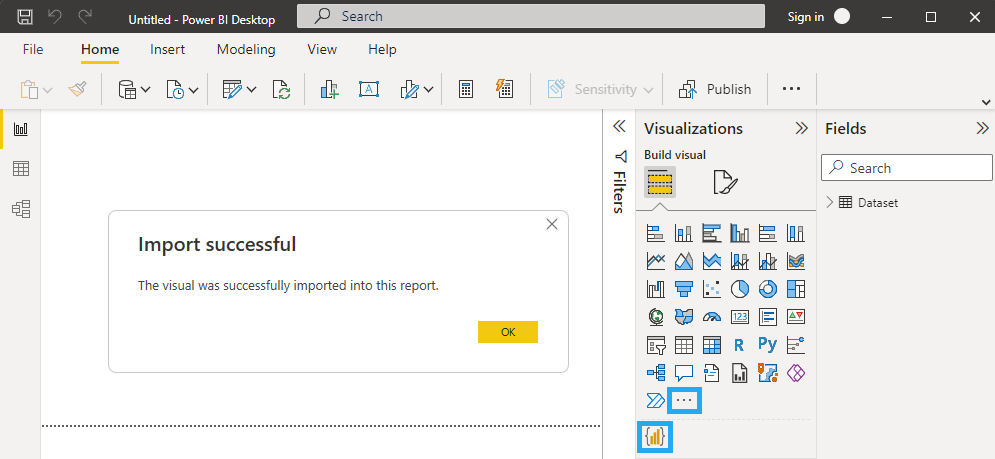 Untitled - Power BI Desktop
Search
Sign in
File
Home
Insert
Modeling
View
Help
Sensitivity
Publish
Import successful
The visual was successfully imported into this report.
OK
Filters
Visualizations
Build visual
123
R
Py
Fields
Search
Dataset